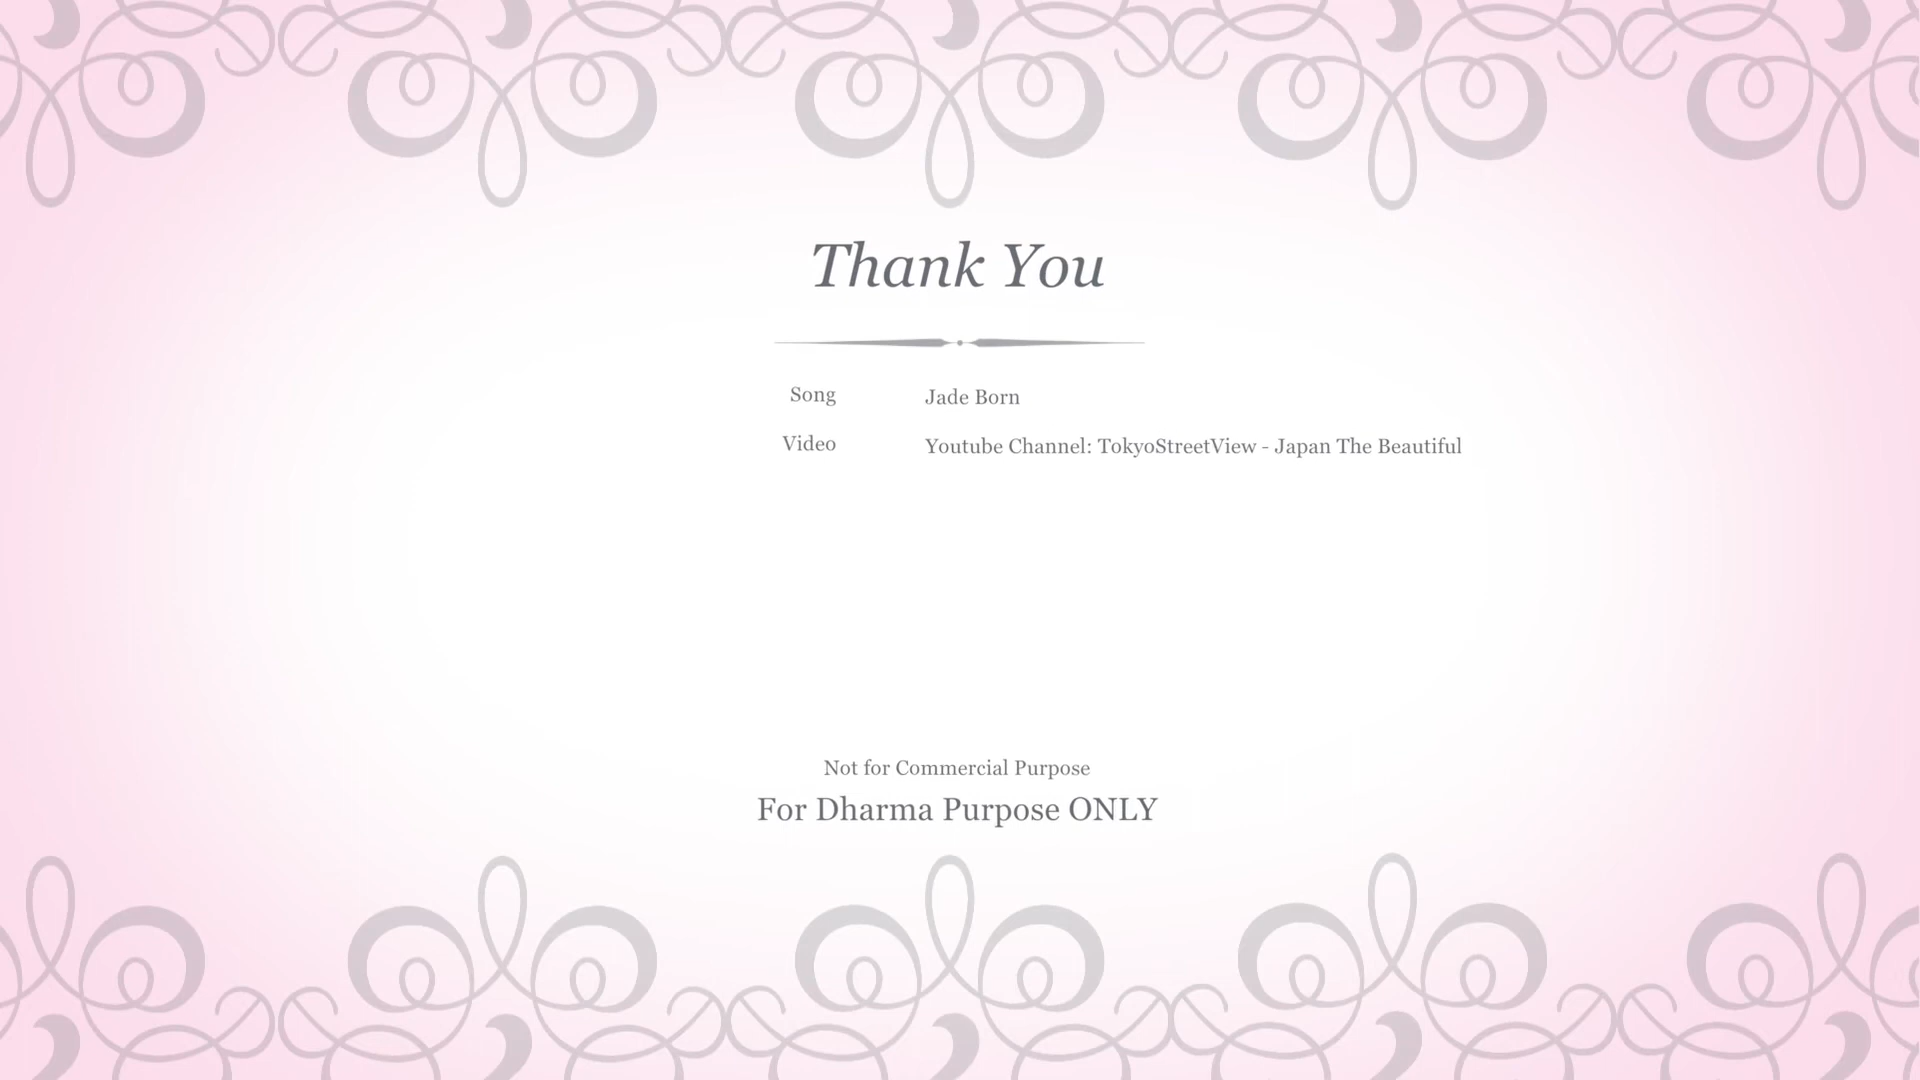 Thank You
Song Jade Born
Video Youtube Channel: TokyoStreetView - Japan The Beautiful
Not for Commercial Purpose
For Dharma Purpose ONLY